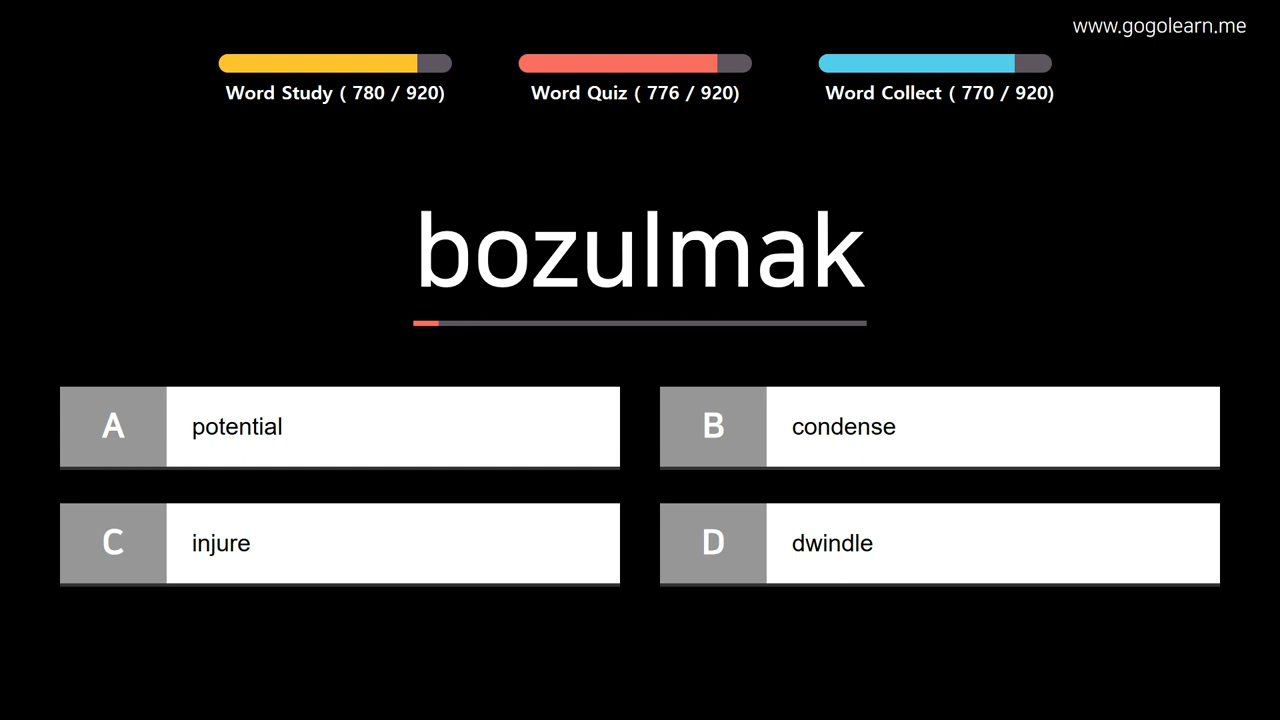 www.gogolearn.me
Word Study ( 780 / 920)
Word Quiz ( 776 / 920)
Word Collect ( 770 / 920)
bozulmak
A potential
B condense
C injure
D dwindle